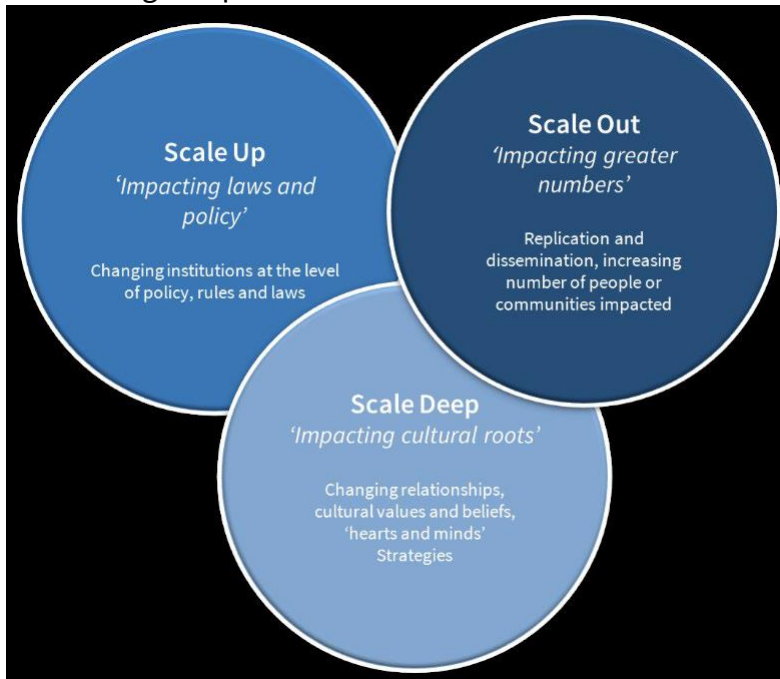 Scale Up
‘Impacting laws and
policy’
Changing institutions at the level
of policy, rules and laws
Scale Out
‘Impacting greater
numbers’
Replication and
dissemination, increasing
number of people or
communities impacted
Scale Deep
‘Impacting cultural roots’
Changing relationships,
cultural values and beliefs,
‘hearts and minds’
Strategies